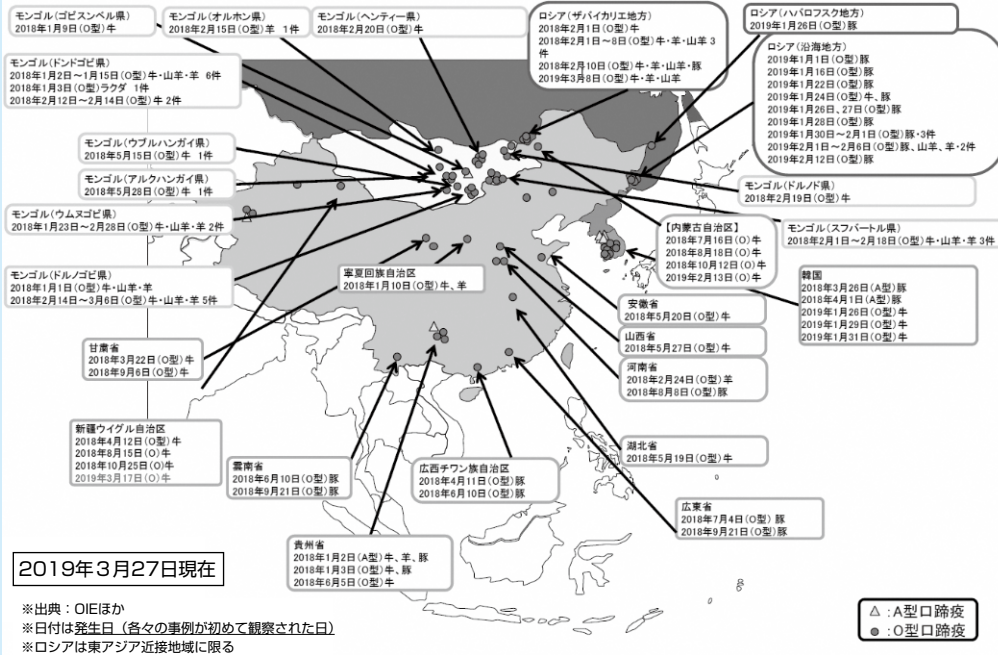 モンゴル（ゴビスンベル県）
2018年1月9日（O型）牛
モンゴル（オルホン県）
2018年2月15日（O型）羊　1件
モンゴル（ヘンティー県）
2018年2月20日（O型）牛
ロシア（ザバイカリエ地方）
2018年2月1日（O型）牛
2018年2月1日～8日（O型）牛・羊・山羊 3
件
2018年2月10日（O型）牛・羊・山羊・豚
2019年3月8日（O型）牛・羊・山羊
ロシア（ハバロフスク地方）
2019年1月26日（O型）豚
ロシア（沿海地方）
2019年1月1日（O型）豚
2019年1月16日（O型）豚
2019年1月22日（O型）豚
2019年1月24日（O型）牛、豚
2019年1月26日、27日（O型）豚
2019年1月28日（O型）豚
2019年1月30日～2月1日（O型）豚・3件
2019年2月1日～2月6日（O型）豚、山羊、羊・2件
2019年2月12日（O型）豚
モンゴル（ドンドゴビ県）
2018年1月2日～1月15日（O型）牛・山羊・羊　6件
2018年1月3日（O型）ラクダ　1件
2018年2月12日～2月14日（O型）牛 2件
モンゴル（ウブルハンガイ県）
2018年5月15日（O型）牛　1件
モンゴル（アルクハンガイ県）
2018年5月28日（O型）牛　1件
モンゴル（ウムヌゴビ県）
2018年1月23日～2月28日（O型）牛・山羊・羊 2件
モンゴル（ドルノゴビ県）
2018年1月1日（O型）牛・山羊・羊
2018年2月14日～3月6日（O型）牛・山羊・羊 5件
モンゴル（ドルノド県）
2018年2月19日（O型）牛
モンゴル（スフバートル県）
2018年2月1日～2月18日（O型）牛・山羊・羊 3件
【内蒙古自治区】
2018年7月16日（O）牛
2018年8月18日（O）牛
2018年10月12日（O）牛
2019年2月13日（O）牛
韓国
2018年3月26日（A型）豚
2018年4月1日（A型）豚
2019年1月26日（O型）牛
2019年1月29日（O型）牛
2019年1月31日（O型）牛
寧夏回族自治区
2018年1月10日（O型）牛、羊
安徽省
2018年5月20日（O型）牛
山西省
2018年5月27日（O型）牛
河南省
2018年2月24日（O型）羊
2018年8月8日（O型）豚
甘粛省
2018年3月22日（O型）牛
2018年9月6日（O型）牛
新疆ウイグル自治区
2018年4月12日（O型）牛
2018年8月15日（O）牛
2018年10月25日（O）牛
2019年3月17日（O）牛
雲南省
2018年6月10日（O型）豚
2018年9月21日（O型）豚
広西チワン族自治区
2018年4月11日（O型）豚
2018年6月10日（O型）豚
湖北省
2018年5月19日（O型）牛
広東省
2018年7月4日（O型）豚
2018年9月21日（O型）豚
貴州省
2018年1月2日（A型）牛、羊、豚
2018年1月3日（O型）牛、豚
2018年6月5日（O型）牛
2019年3月27日現在
※出典：OIEほか
※日付は発生日（各々の事例が初めて観察された日）
※ロシアは東アジア近接地域に限る
△：A型口蹄疫
●：O型口蹄疫